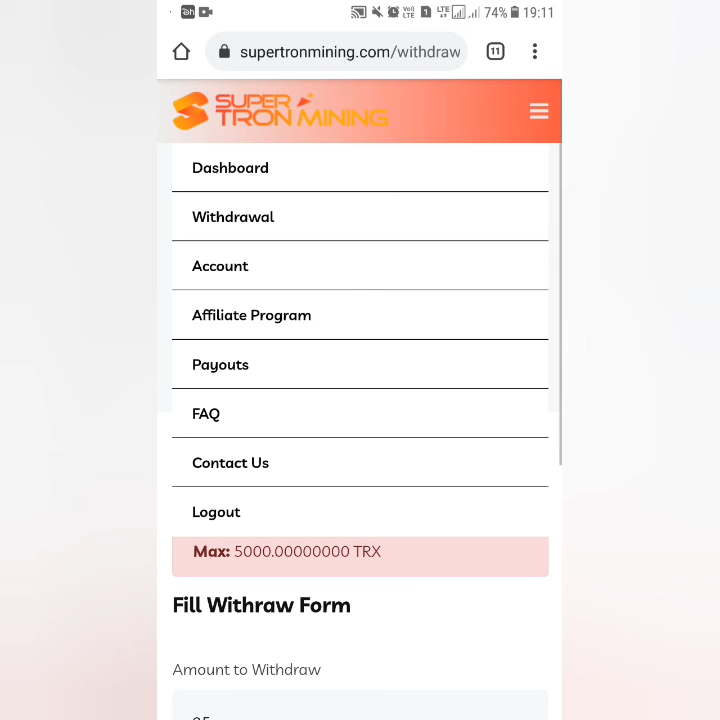 74% 19:11
supertronmining.com/withdraw
11
SUPER
TRON MINING
Dashboard
Withdrawal
Account
Affiliate Program
Payouts
FAQ
Contact Us
Logout
Max: 5000.00000000 TRX
Fill Withraw Form
Amount to Withdraw